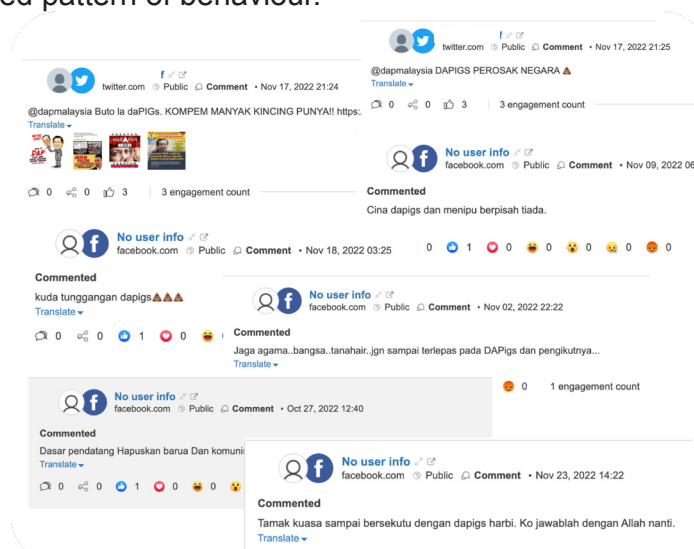 ed pattern of behaviour.
twitter.com Public Comment • Nov 17, 2022 21:24
@dapmalaysia Buto la daPIGs. KOMPEM MANYAK KINCING PUNYA!! https:
Translate
DAP
HARAPAN
0 0 3 3 engagement count
twitter.com Public Comment • Nov 17, 2022 21:25
@dapmalaysia DAPIGS PEROSAK NEGARA 💩
Translate
0 0 3 3 engagement count
No user info
facebook.com Public Comment • Nov 09, 2022 06
Commented
Cina dapigs dan menipu berpisah tiada.
0 1 0 0 0 0 0
No user info
facebook.com Public Comment • Nov 18, 2022 03:25
Commented
kuda tunggangan dapigs💩💩💩
Translate
0 0 1 0
No user info
facebook.com Public Comment • Nov 02, 2022 22:22
Commented
Jaga agama..bangsa..tanahair..jgn sampai terlepas pada DAPigs dan pengikutnya...
Translate
0 1 engagement count
No user info
facebook.com Public Comment • Oct 27, 2022 12:40
Commented
Dasar pendatang Hapuskan barua Dan komuni
Translate
0 0 1 0 0
No user info
facebook.com Public Comment • Nov 23, 2022 14:22
Commented
Tamak kuasa sampai bersekutu dengan dapigs harbi. Ko jawablah dengan Allah nanti.
Translate